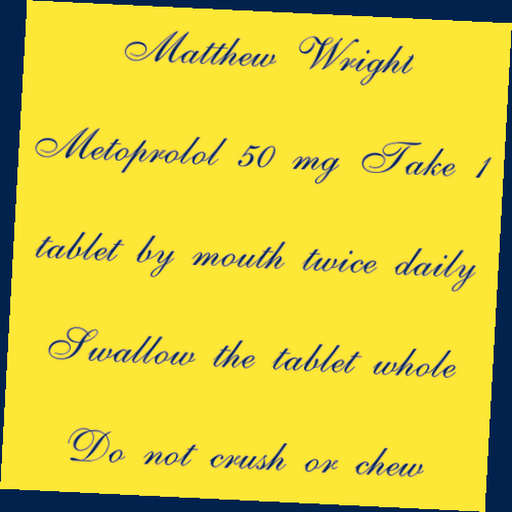 Matthew Wright
Metoprolol 50 mg Take 1
tablet by mouth twice daily
Swallow the tablet whole
Do not crush or chew